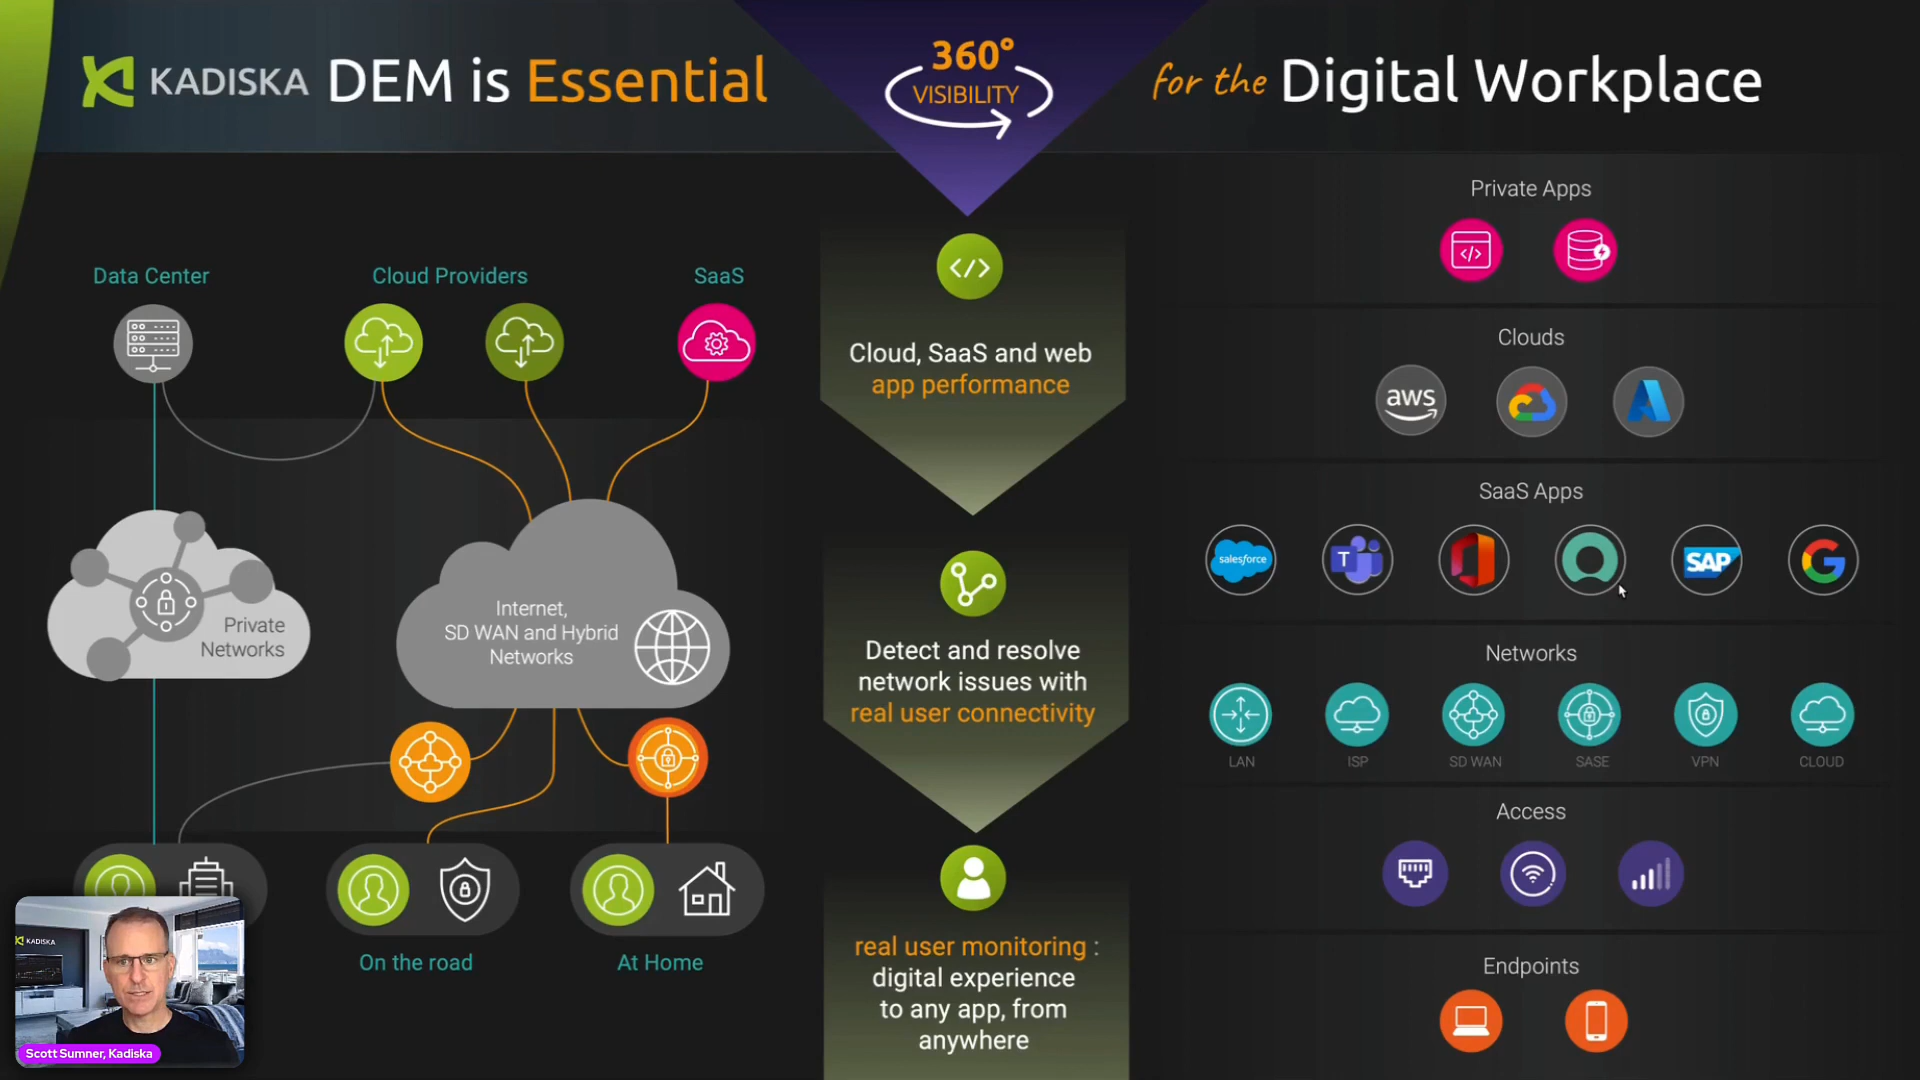 KADISKA DEM is Essential
360°
VISIBILITY
for the Digital Workplace
Data Center
Cloud Providers
SaaS
Private
Networks
Internet,
SD WAN and Hybrid
Networks
On the road
At Home
KADISKA
Scott Sumner, Kadiska
Cloud, SaaS and web
app performance
Detect and resolve
network issues with
real user connectivity
real user monitoring :
digital experience
to any app, from
anywhere
Private Apps
Clouds
aws
SaaS Apps
salesforce
T
SAP
Networks
LAN
ISP
SD WAN
SASE
VPN
CLOUD
Access
Endpoints